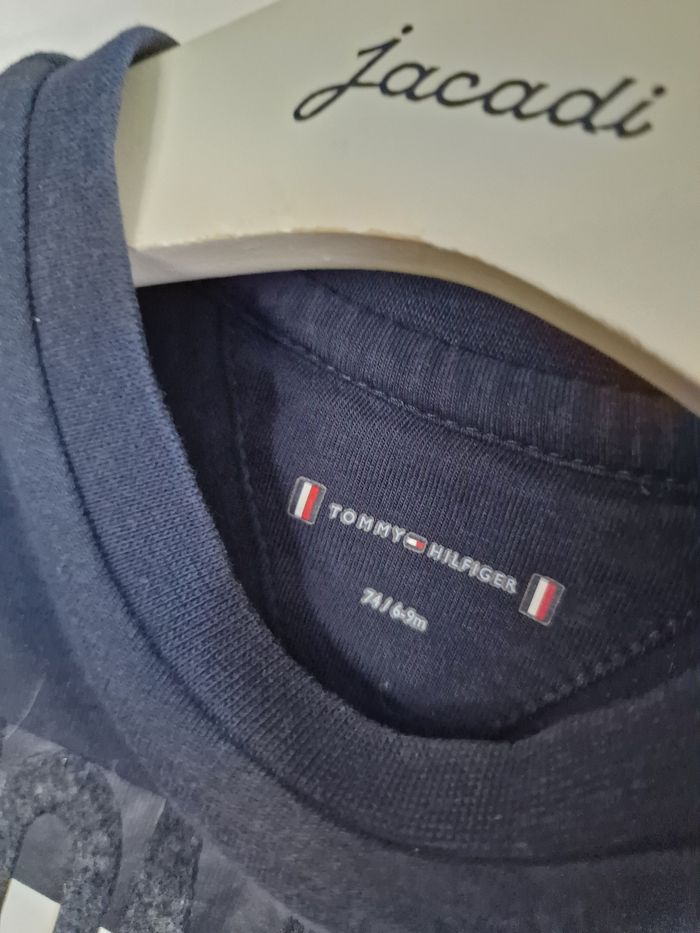 jacadi
TOMMY HILFIGER
74 / 6-9m